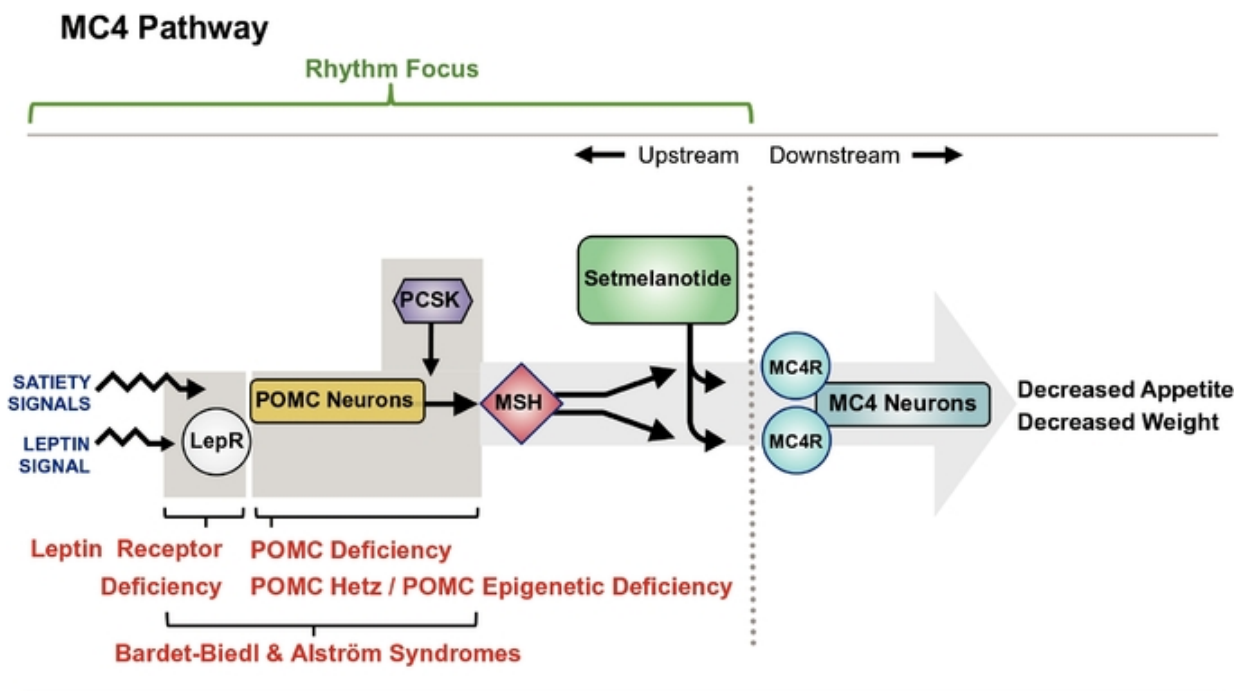 MC4 Pathway
Rhythm Focus
Upstream
Downstream
Setmelanotide
PCSK
SATIETY
SIGNALS
LEPTIN
SIGNAL
LepR
POMC Neurons
MSH
MC4R
MC4R
MC4 Neurons
Decreased Appetite
Decreased Weight
Leptin Receptor
Deficiency
POMC Deficiency
POMC Hetz / POMC Epigenetic Deficiency
Bardet-Biedl & Alström Syndromes